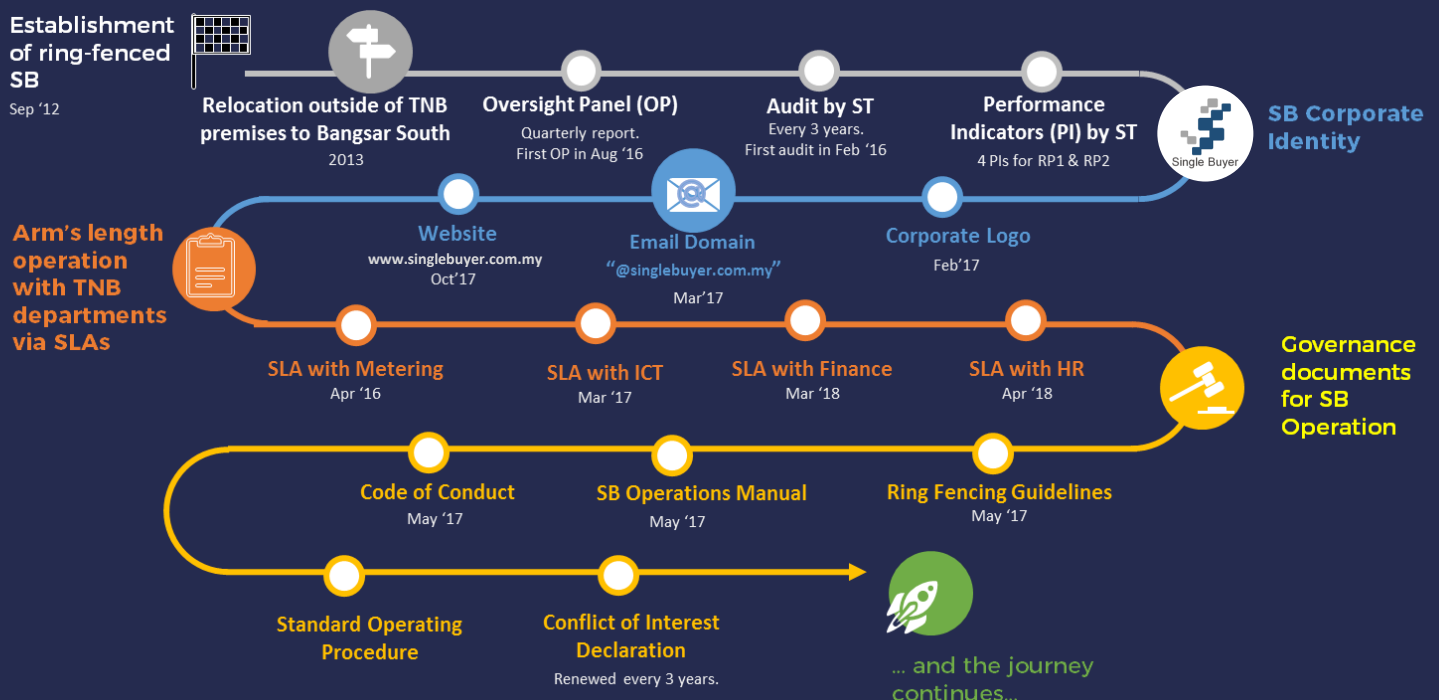 Establishment
of ring-fenced
SB
Sep ‘12
Relocation outside of TNB
premises to Bangsar South
2013
Oversight Panel (OP)
Quarterly report.
First OP in Aug ‘16
Audit by ST
Every 3 years.
First audit in Feb ‘16
Performance
Indicators (PI) by ST
4 PIs for RP1 & RP2
Single Buyer
SB Corporate
Identity
Corporate Logo
Feb’17
Email Domain
“@singlebuyer.com.my”
Mar’17
Website
www.singlebuyer.com.my
Oct’17
Arm’s length
operation
with TNB
departments
via SLAs
SLA with Metering
Apr ‘16
SLA with ICT
Mar ‘17
SLA with Finance
Mar ‘18
SLA with HR
Apr ‘18
Governance
documents
for SB
Operation
Ring Fencing Guidelines
May ‘17
SB Operations Manual
May ‘17
Code of Conduct
May ‘17
Standard Operating
Procedure
Conflict of Interest
Declaration
Renewed every 3 years.
... and the journey
continues...